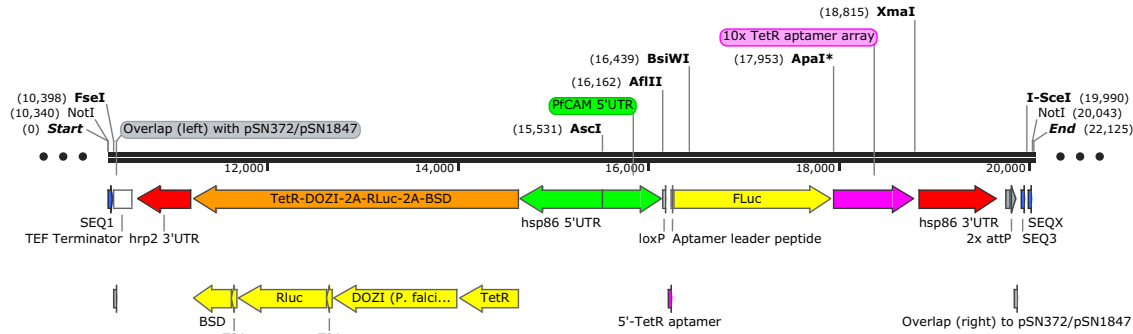 (18,815) XmaI
10x TetR aptamer array
(16,439) BsiWI
(17,953) ApaI*
(10,398) FseI
(16,162) AflII
I-SceI (19,990)
(10,340) NotI
PfCAM 5'UTR
NotI (20,043)
(0) Start
Overlap (left) with pSN372/pSN1847
(15,531) AscI
End (22,125)
12,000
14,000
16,000
18,000
20,000
TetR-DOZI-2A-RLuc-2A-BSD
FLuc
SEQ1
hsp86 5'UTR
hsp86 3'UTR
SEQX
TEF Terminator
hrp2 3'UTR
loxP
Aptamer leader peptide
2x attP
SEQ3
Rluc
DOZI (P. falci...
TetR
BSD
5'-TetR aptamer
Overlap (right) to pSN372/pSN1847